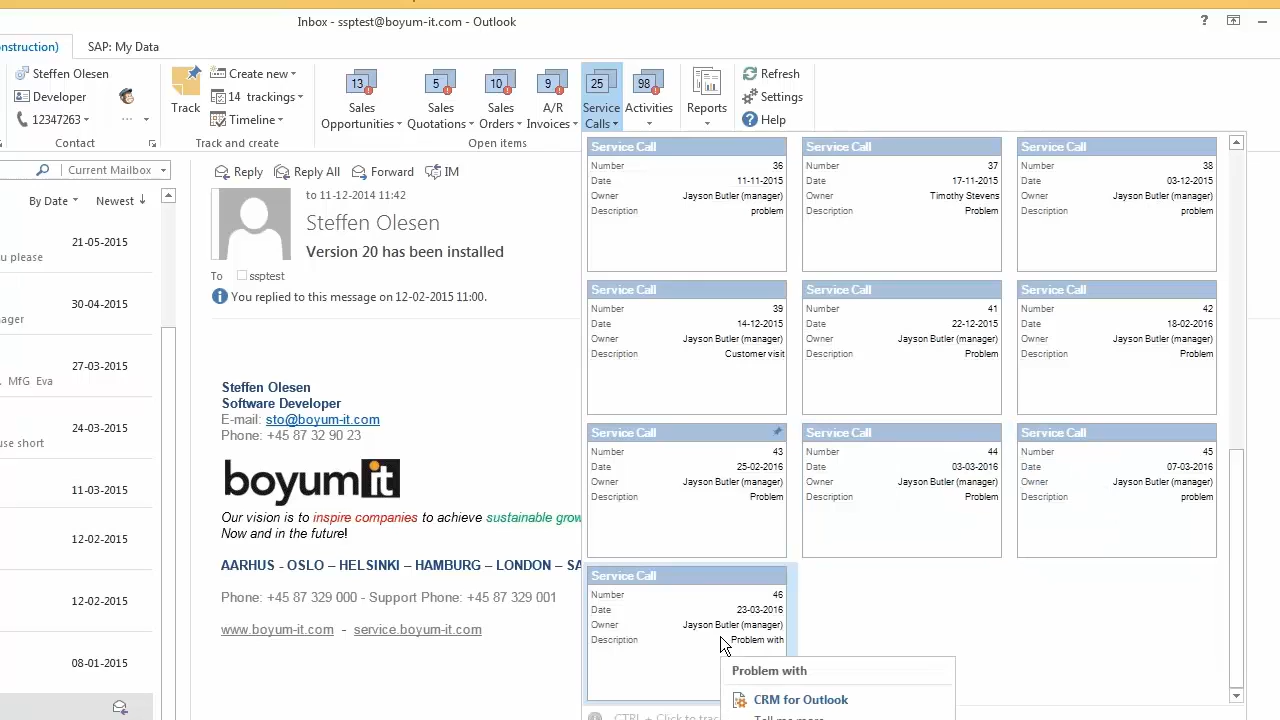 Inbox - ssptest@boyum-it.com - Outlook
?
onstruction)
SAP: My Data
Steffen Olesen
Developer
12347263
...
Contact
Track
Create new
14 trackings
Timeline
Track and create
13
Sales
Opportunities
5
Sales
Quotations
10
Sales
Orders
9
A/R
Invoices
Open items
25
Service
Calls
98
Activities
Reports
Refresh
Settings
Help
Current Mailbox
By Date
Newest
21-05-2015
u please
30-04-2015
ager
27-03-2015
. MfG Eva
24-03-2015
use short
11-03-2015
12-02-2015
12-02-2015
08-01-2015
Reply
Reply All
Forward
IM
to 11-12-2014 11:42
Steffen Olesen
Version 20 has been installed
To ssptest
You replied to this message on 12-02-2015 11:00.
Steffen Olesen
Software Developer
E-mail: sto@boyum-it.com
Phone: +45 87 32 90 23
boyumit
Our vision is to inspire companies to achieve sustainable grow
Now and in the future!
AARHUS - OSLO – HELSINKI – HAMBURG – LONDON – SA
Phone: +45 87 329 000 - Support Phone: +45 87 329 001
www.boyum-it.com - service.boyum-it.com
Service Call
Number 36
Date 11-11-2015
Owner Jayson Butler (manager)
Description problem
Service Call
Number 37
Date 17-11-2015
Owner Timothy Stevens
Description Problem
Service Call
Number 38
Date 03-12-2015
Owner Jayson Butler (manager)
Description problem
Service Call
Number 39
Date 14-12-2015
Owner Jayson Butler (manager)
Description Customer visit
Service Call
Number 41
Date 22-12-2015
Owner Jayson Butler (manager)
Description Problem
Service Call
Number 42
Date 18-02-2016
Owner Jayson Butler (manager)
Description Problem
Service Call
Number 43
Date 25-02-2016
Owner Jayson Butler (manager)
Description Problem
Service Call
Number 44
Date 03-03-2016
Owner Jayson Butler (manager)
Description Problem
Service Call
Number 45
Date 07-03-2016
Owner Jayson Butler (manager)
Description problem
Service Call
Number 46
Date 23-03-2016
Owner Jayson Butler (manager)
Description Problem with
Problem with
CRM for Outlook
Tell me more
CTRL + Click to trac